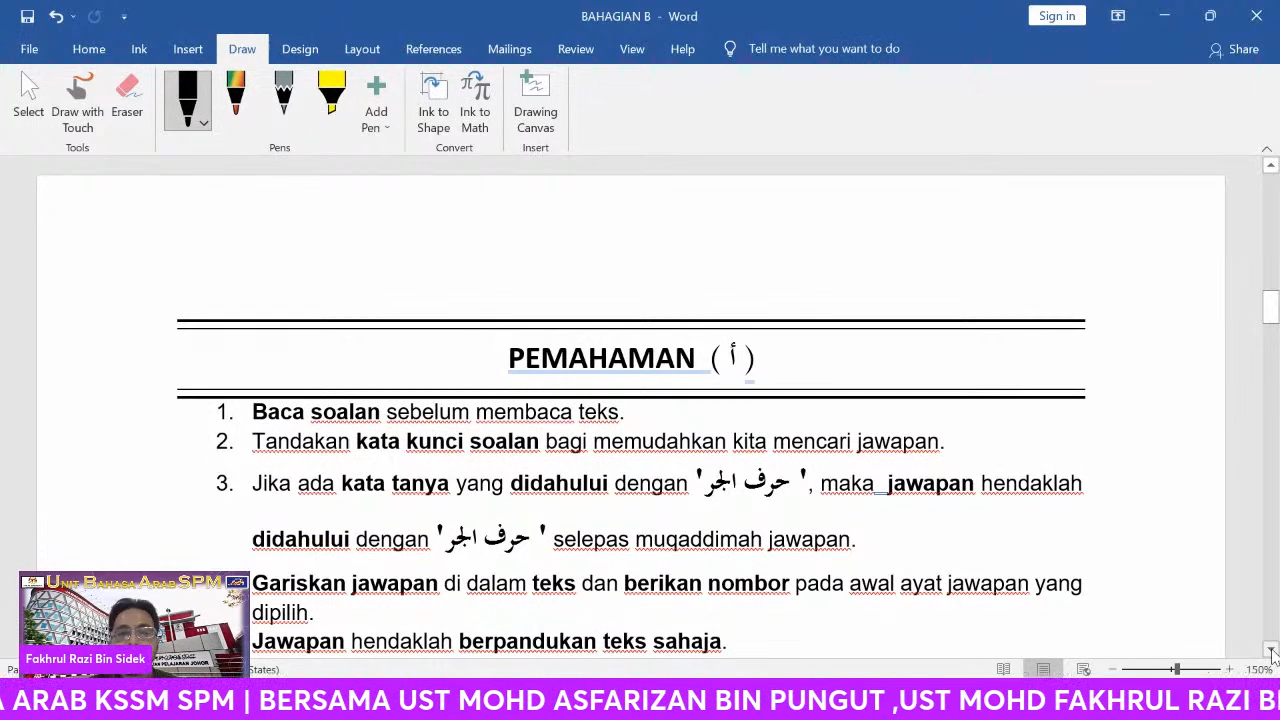 BAHAGIAN B - Word
Sign in
File Home Ink Insert Draw Design Layout References Mailings Review View Help Tell me what you want to do Share
Select Draw with Touch Eraser Add Pen Ink to Shape Ink to Math Drawing Canvas
Tools Pens Convert Insert
PEMAHAMAN ( أ )
1. Baca soalan sebelum membaca teks.
2. Tandakan kata kunci soalan bagi memudahkan kita mencari jawapan.
3. Jika ada kata tanya yang didahului dengan ' حروف الجر ', maka jawapan hendaklah
didahului dengan ' حروف الجر ' selepas muqaddimah jawapan.
Gariskan jawapan di dalam teks dan berikan nombor pada awal ayat jawapan yang
dipilih.
Jawapan hendaklah berpandukan teks sahaja.
UNIT BAHASA ARAB SPM
Fakhrul Razi Bin Sidek
States)
150%
A ARAB KSSM SPM | BERSAMA UST MOHD ASFARIZAN BIN PUNGUT ,UST MOHD FAKHRUL RAZI BI